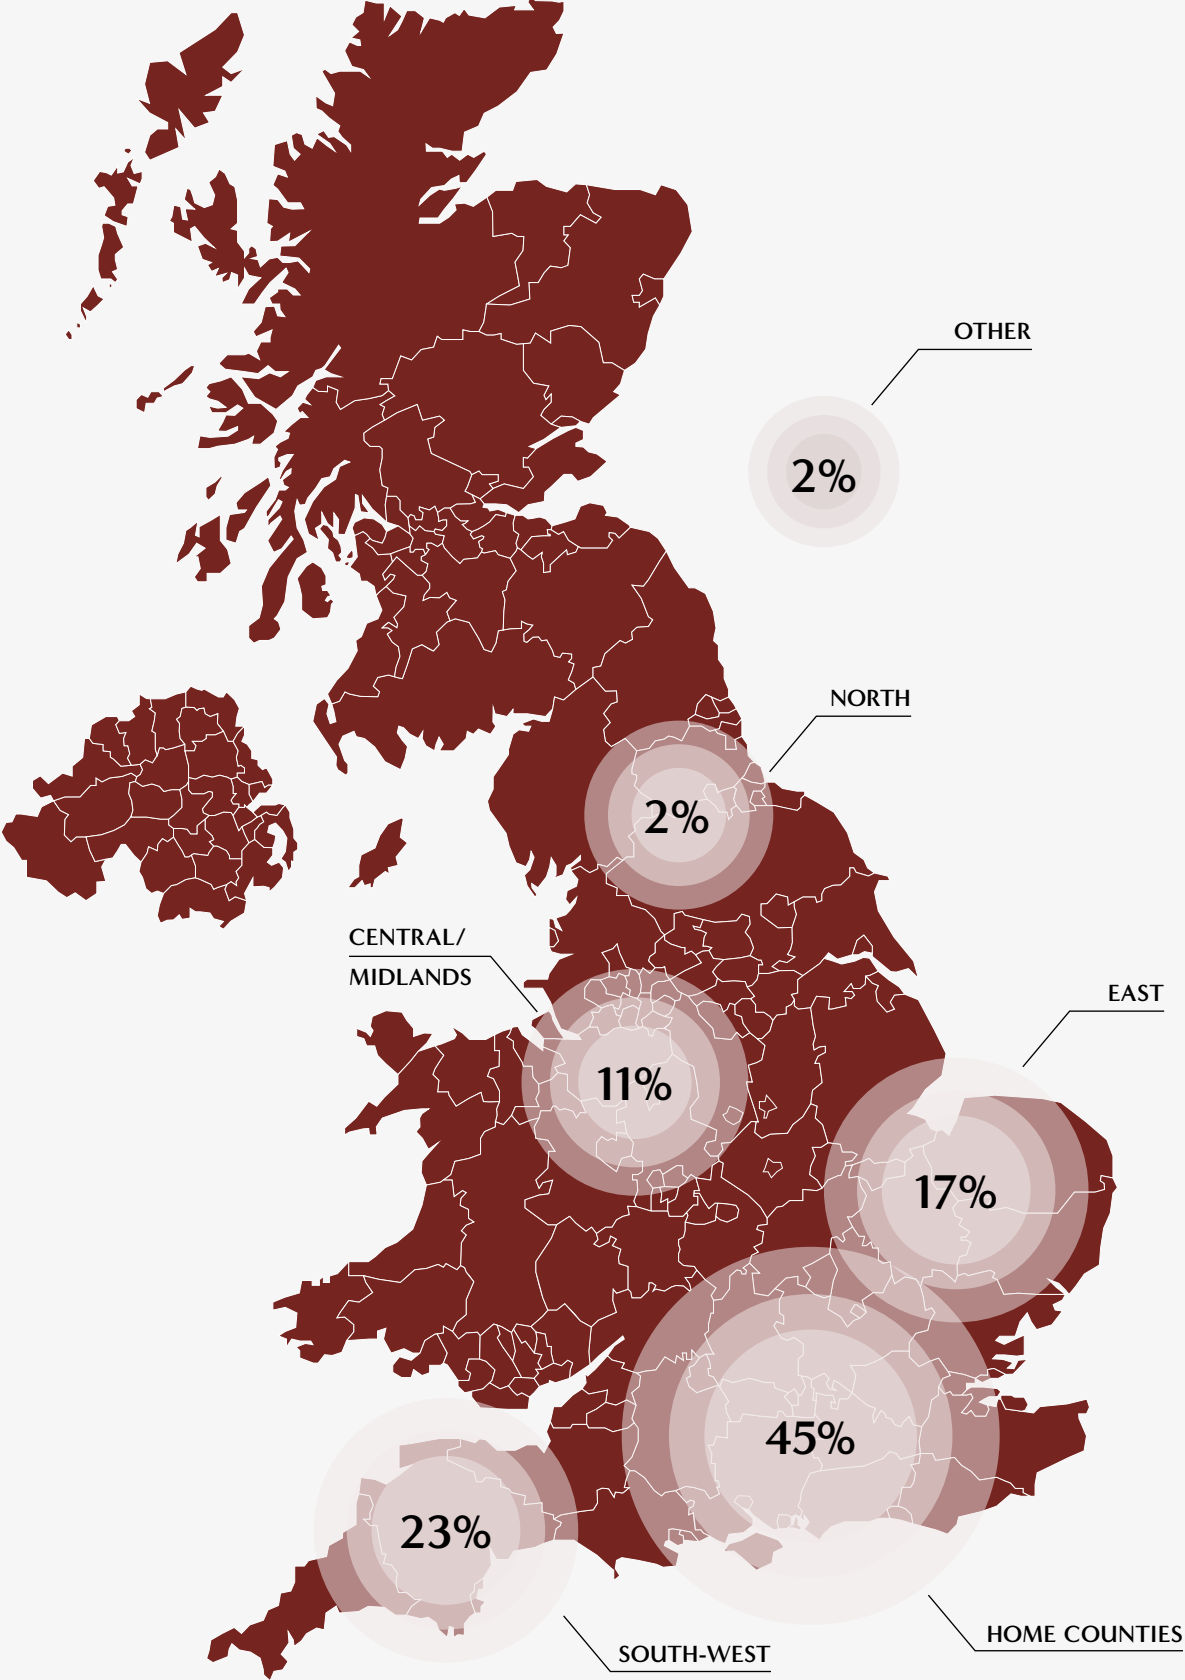 OTHER
2%
NORTH
2%
CENTRAL/
MIDLANDS
11%
EAST
17%
45%
HOME COUNTIES
23%
SOUTH-WEST